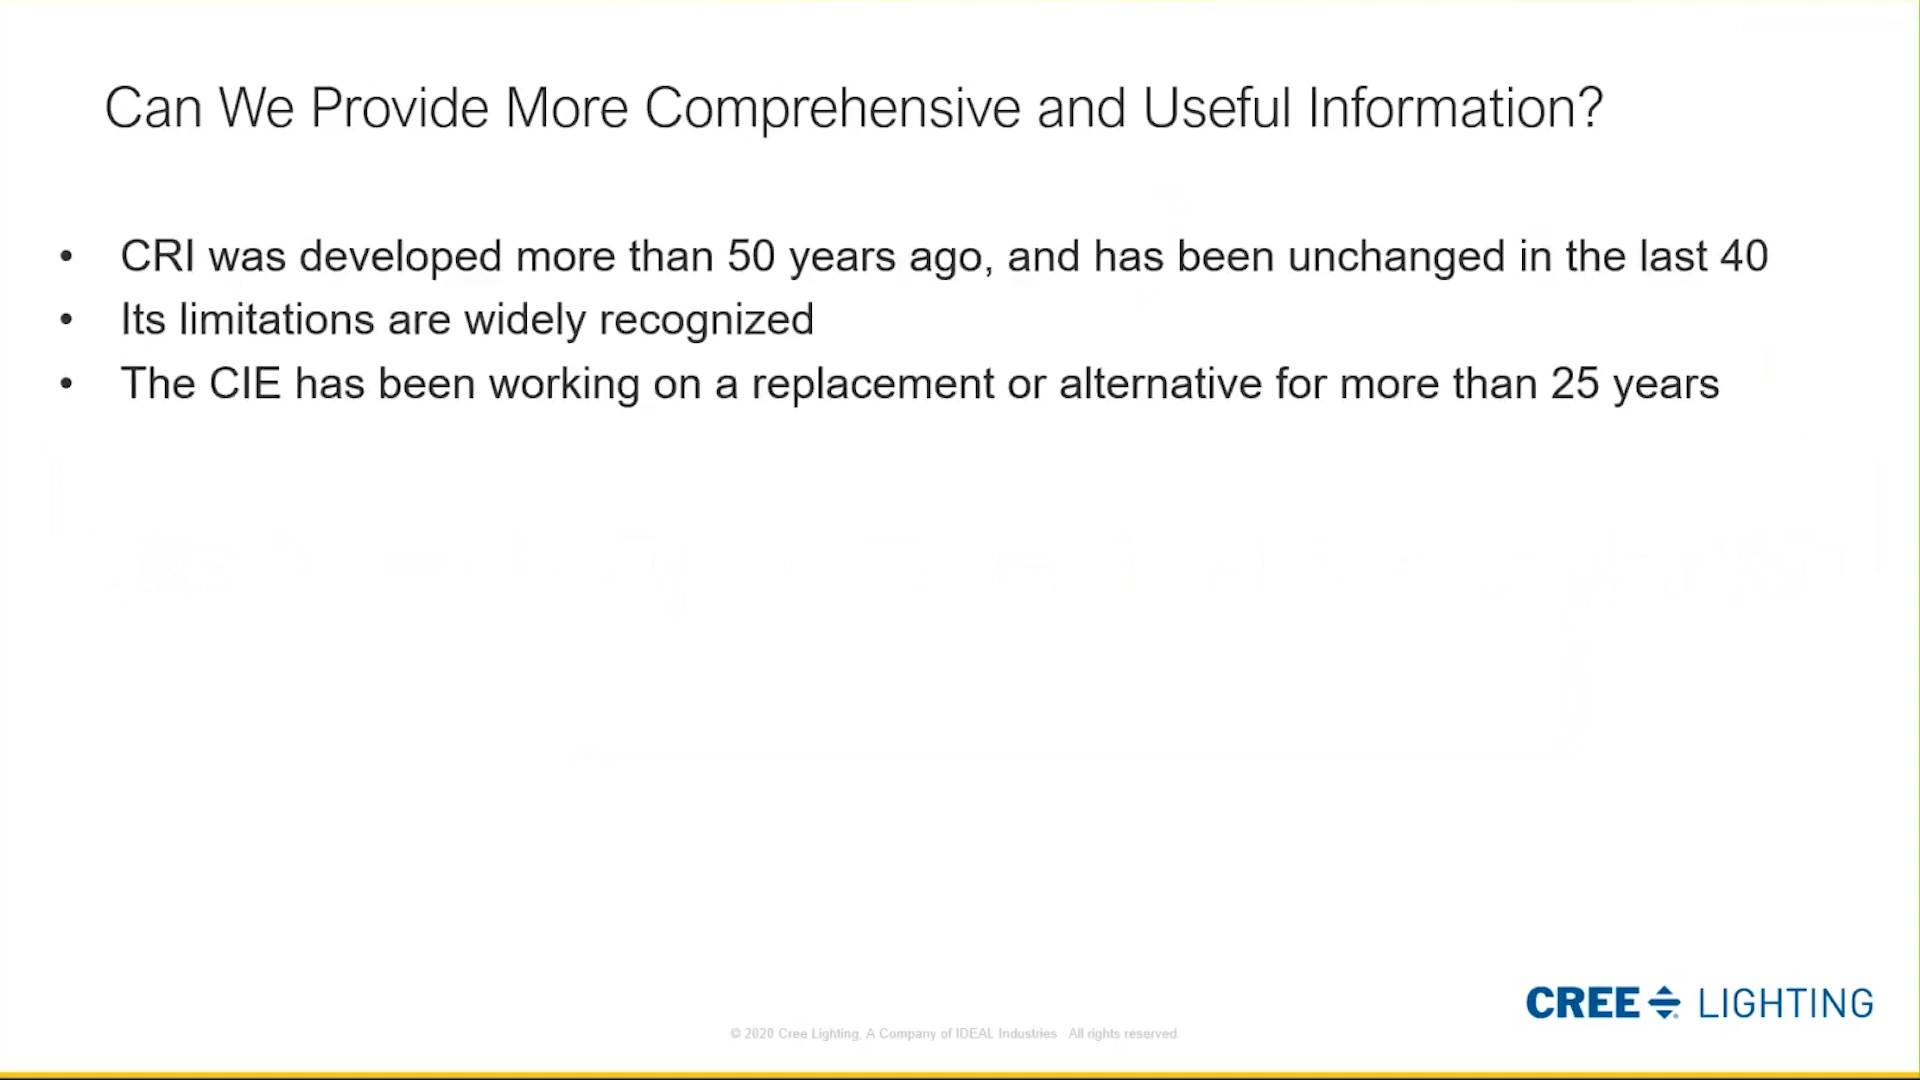 Can We Provide More Comprehensive and Useful Information?
• CRI was developed more than 50 years ago, and has been unchanged in the last 40
• Its limitations are widely recognized
• The CIE has been working on a replacement or alternative for more than 25 years
CREE LIGHTING
© 2020 Cree Lighting, A Company of IDEAL Industries All rights reserved.